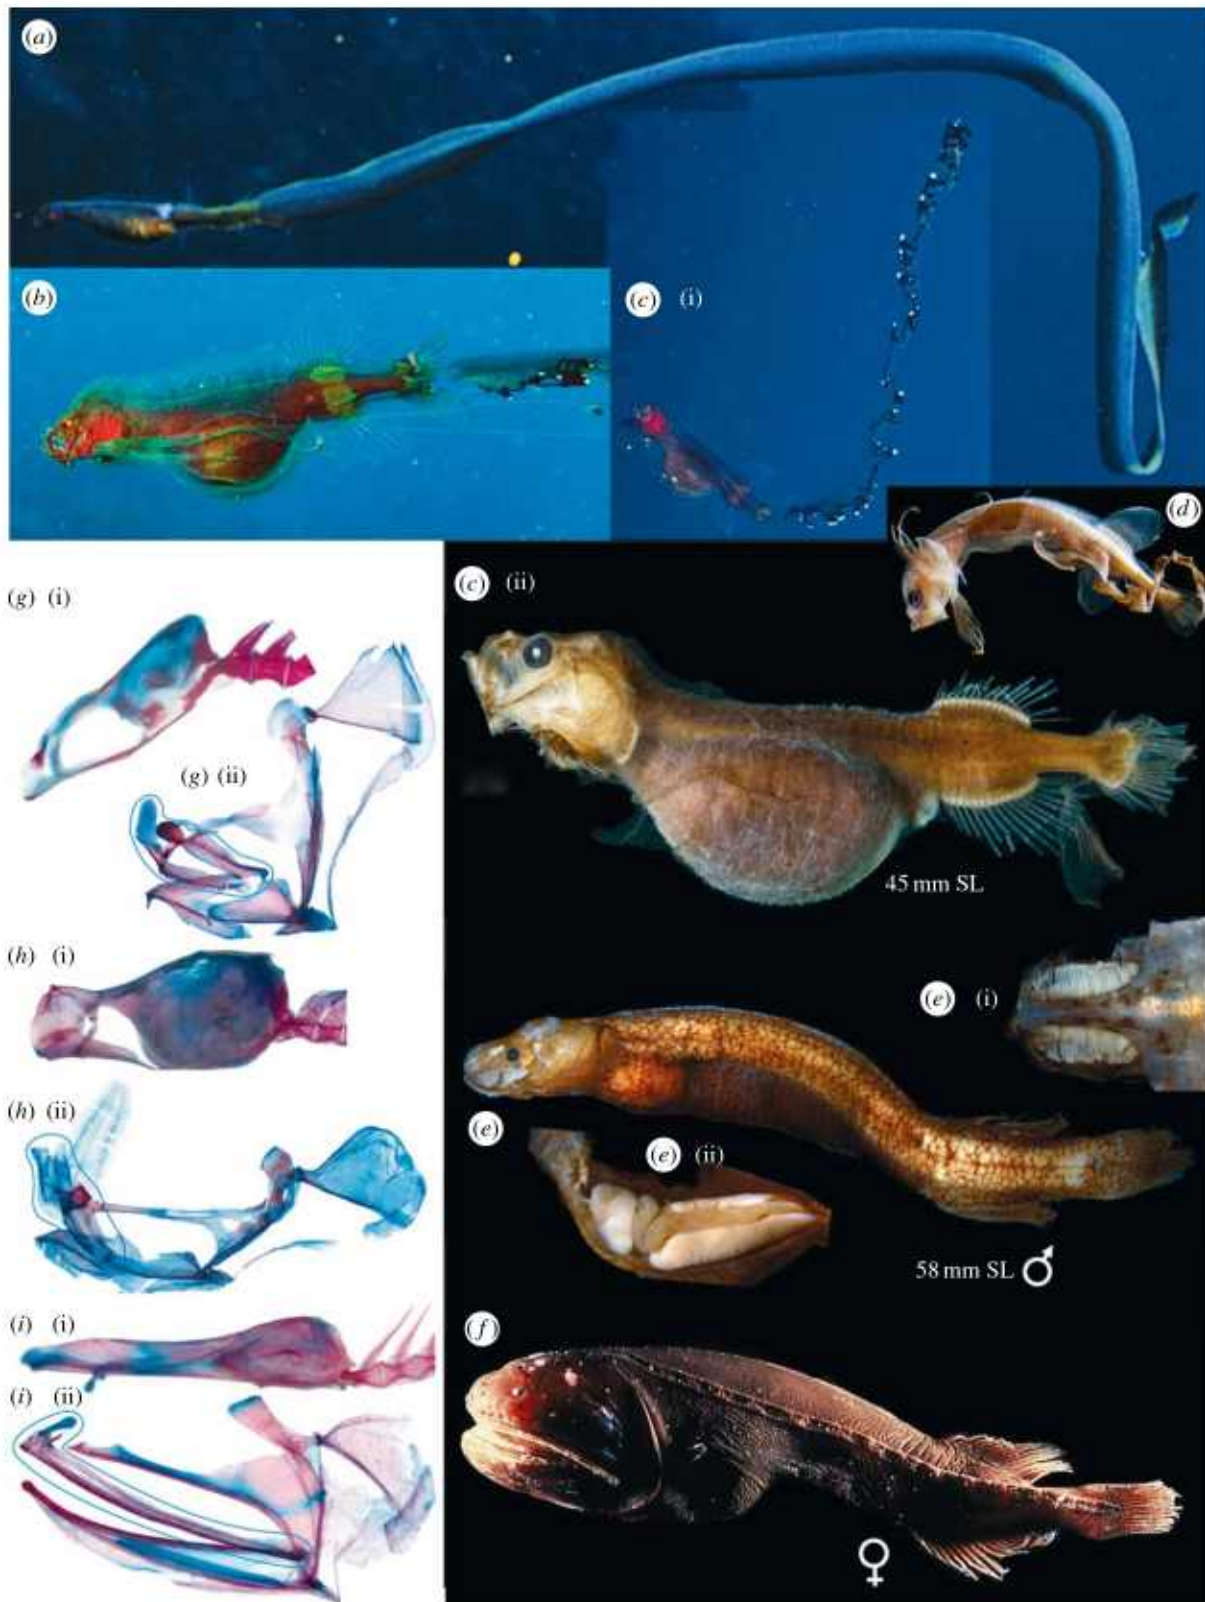 (a)
(b)
(c) (i)
(d)
(g) (i)
(c) (ii)
(g) (ii)
45 mm SL
(h) (i)
(e) (i)
(h) (ii)
(e)
(e) (ii)
58 mm SL ♂
(i) (i)
(f)
(i) (ii)
♀